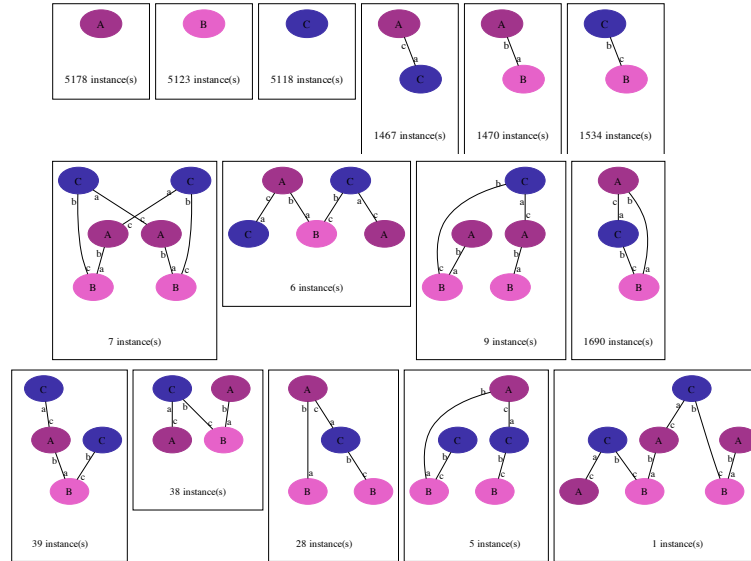 A
5178 instance(s)
B
5123 instance(s)
C
5118 instance(s)
A
c
a
C
1467 instance(s)
A
b
a
B
1470 instance(s)
C
b
c
B
1534 instance(s)
C C
b a a b
c c
A A
b b
c a a c
B B
7 instance(s)
A C
c b b a
a a c c
C B A
6 instance(s)
C
b a
c
A A
b b
c a a
B B
9 instance(s)
A
c b
a
C
b
c a
B
1690 instance(s)
C
a
c
A C
b b
a c
B
39 instance(s)
C A
a b b
c c a
A B
38 instance(s)
A
b c
a
C
b
a c
B B
28 instance(s)
A
b c
a
C C
b b
a c c
B B
5 instance(s)
C
a b
c
C A A
a b b b
c c a c a
A B B
1 instance(s)